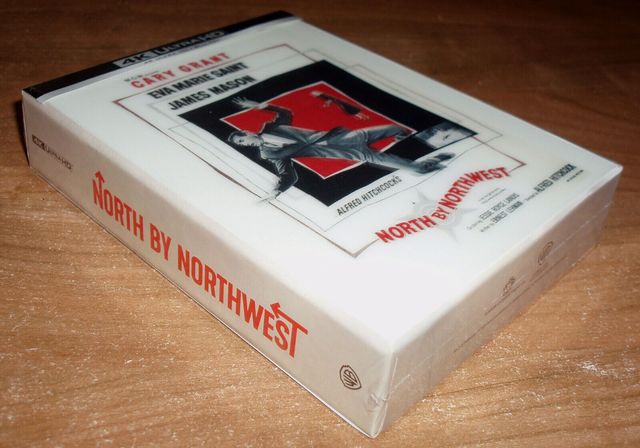 4K ULTRA HD
CARY GRANT
EVA MARIE SAINT
JAMES MASON
ALFRED HITCHCOCK'S
NORTH BY NORTHWEST
ALFRED HITCHCOCK
4K ULTRA HD
NORTH BY NORTHWEST